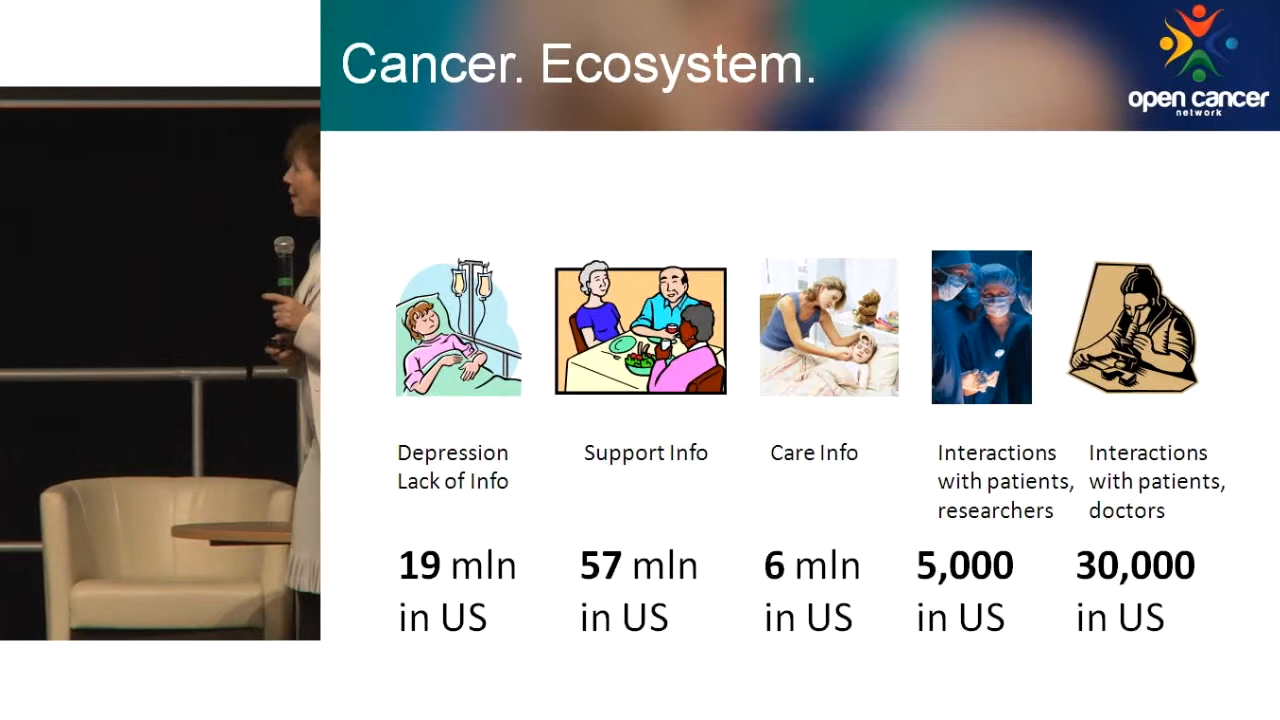 Cancer. Ecosystem.
open cancer
network
Depression
Lack of Info
Support Info
Care Info
Interactions
with patients,
researchers
Interactions
with patients,
doctors
19 mln
in US
57 mln
in US
6 mln
in US
5,000
in US
30,000
in US